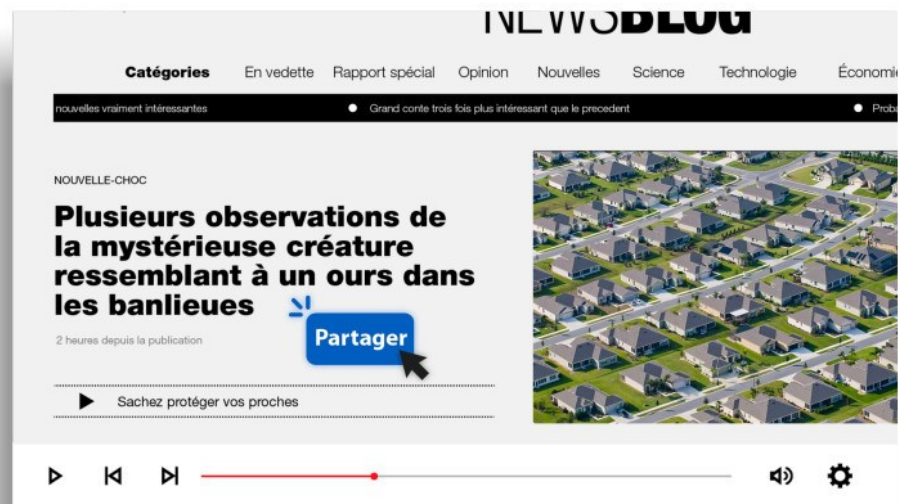 NEWSBLOG
Catégories En vedette Rapport spécial Opinion Nouvelles Science Technologie Économie
nouvelles vraiment intéressantes ● Grand conte trois fois plus intéressant que le precedent ●
NOUVELLE-CHOC
Plusieurs observations de
la mystérieuse créature
ressemblant à un ours dans
les banlieues
2 heures depuis la publication
Partager
Sachez protéger vos proches